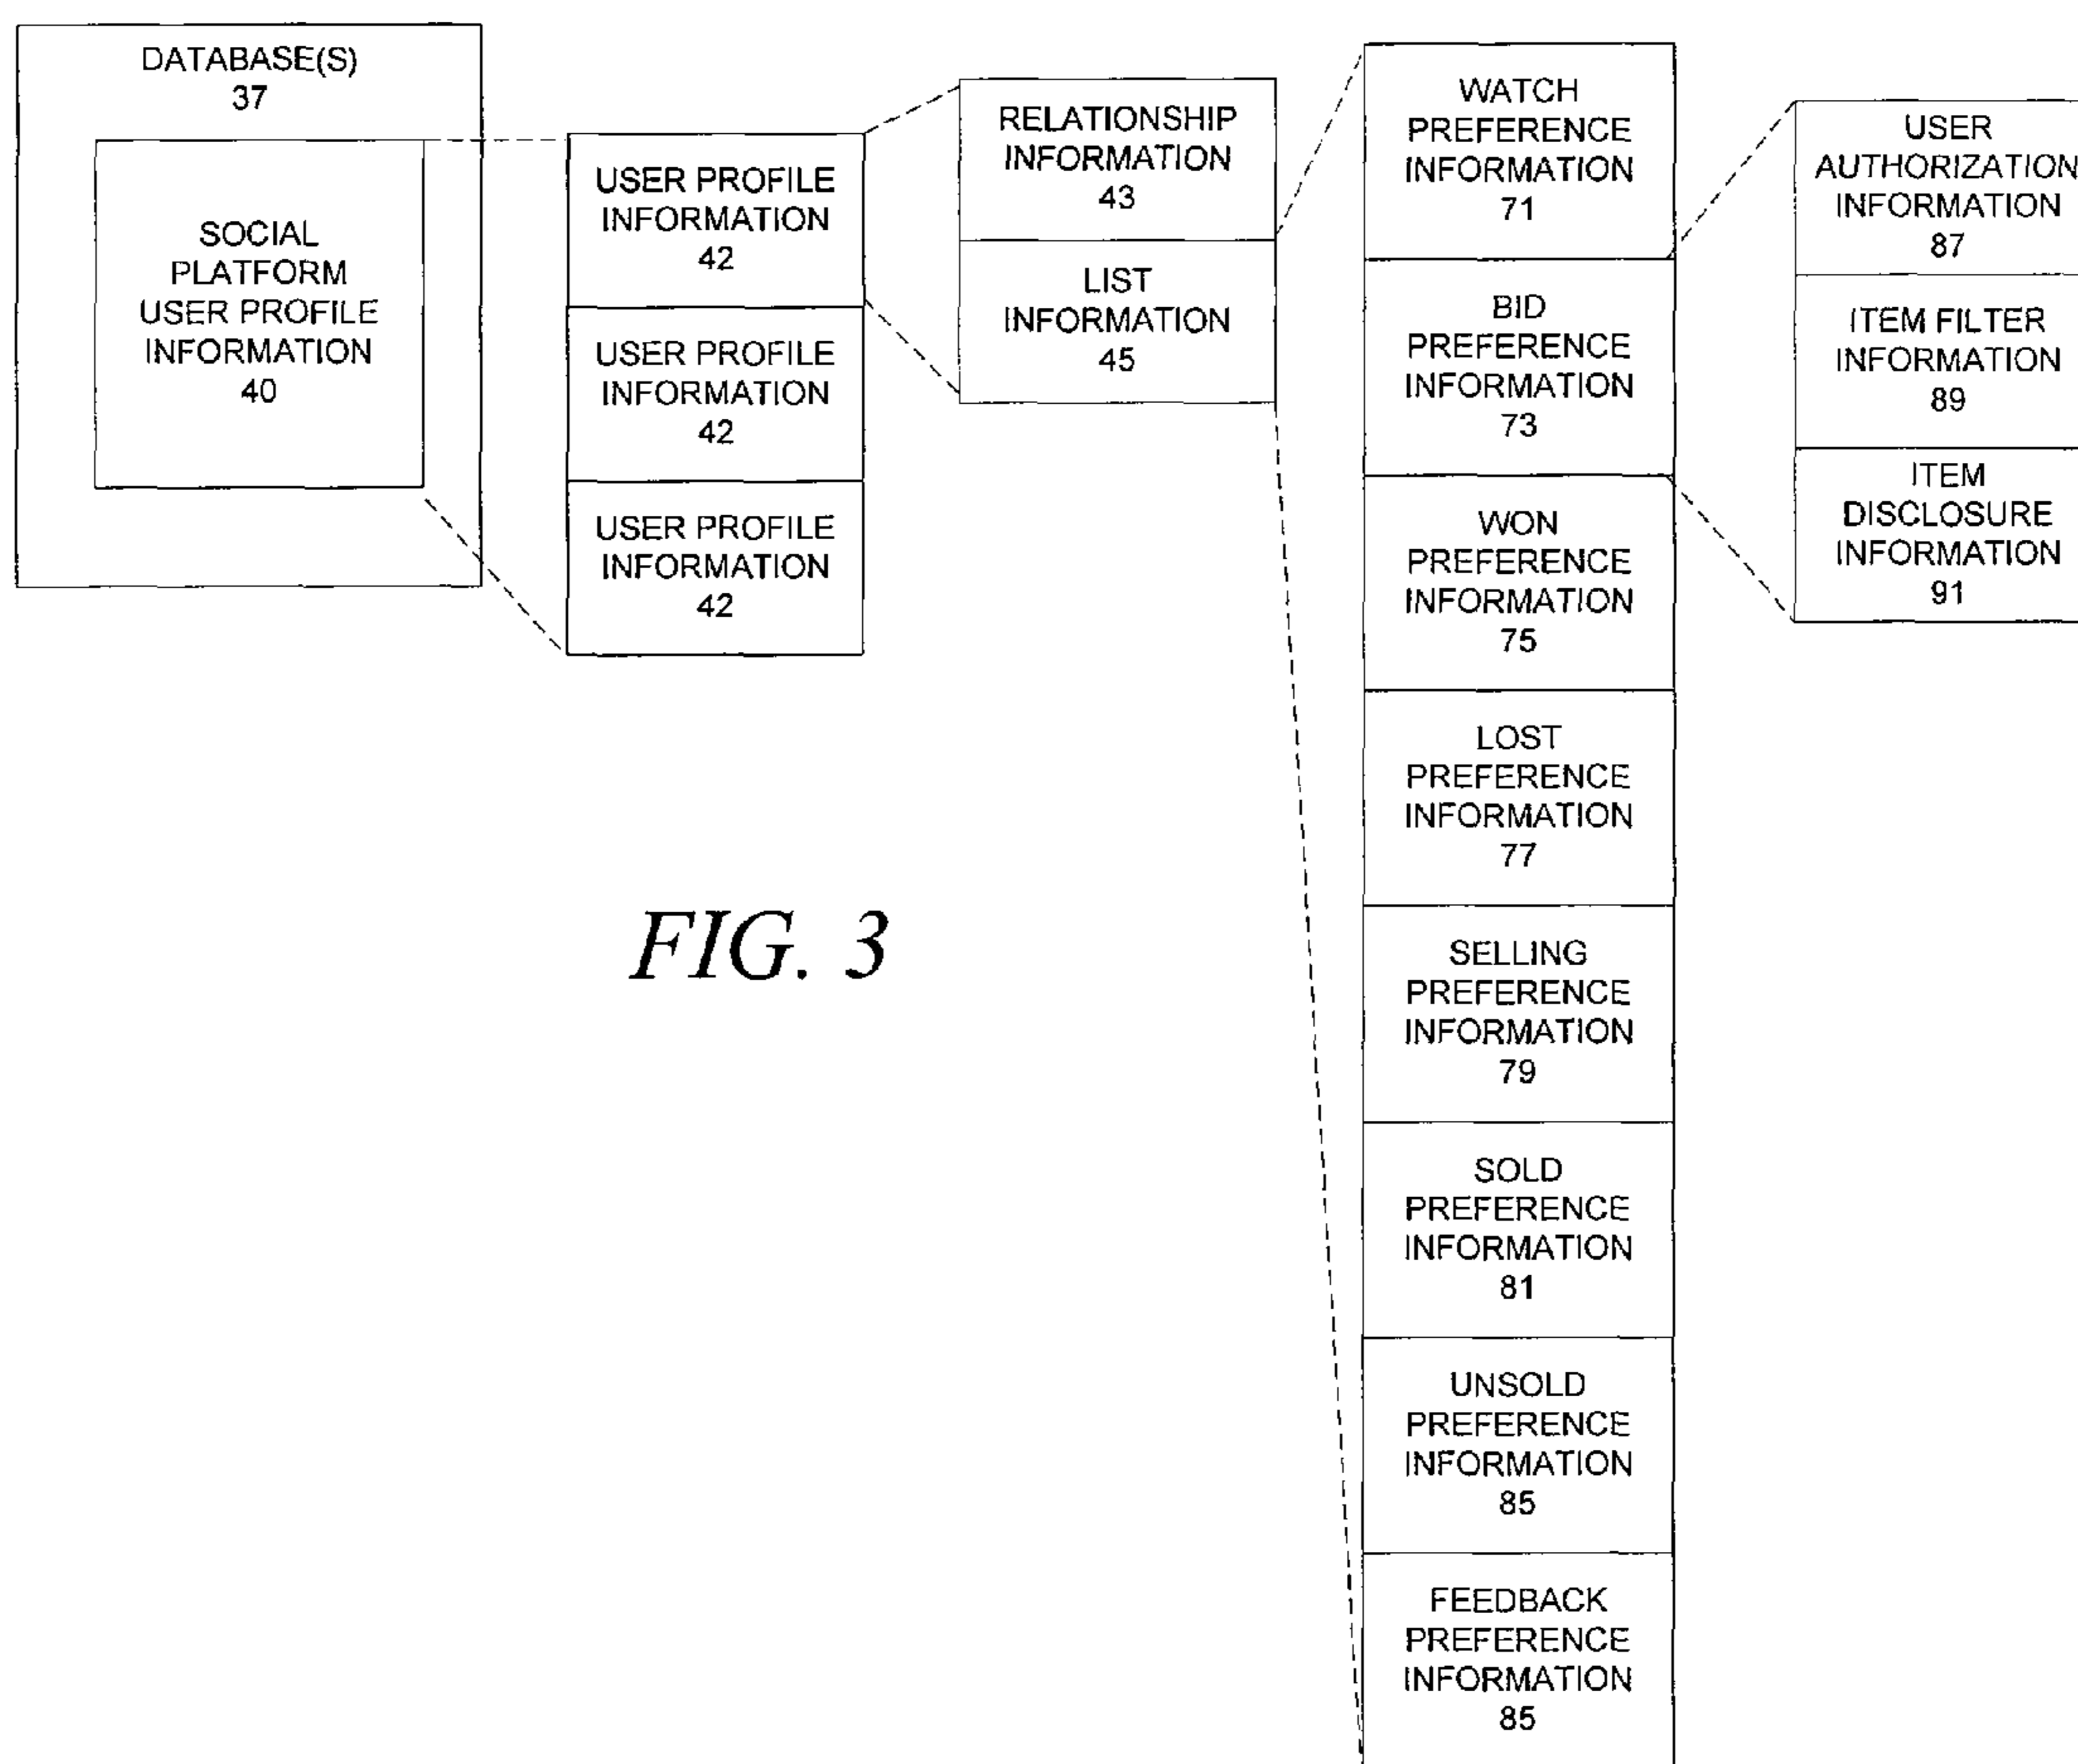 DATABASE(S)
37
SOCIAL
PLATFORM
USER PROFILE
INFORMATION
40
USER PROFILE
INFORMATION
42
USER PROFILE
INFORMATION
42
USER PROFILE
INFORMATION
42
RELATIONSHIP
INFORMATION
43
LIST
INFORMATION
45
WATCH
PREFERENCE
INFORMATION
71
BID
PREFERENCE
INFORMATION
73
WON
PREFERENCE
INFORMATION
75
LOST
PREFERENCE
INFORMATION
77
SELLING
PREFERENCE
INFORMATION
79
SOLD
PREFERENCE
INFORMATION
81
UNSOLD
PREFERENCE
INFORMATION
85
FEEDBACK
PREFERENCE
INFORMATION
85
USER
AUTHORIZATION
INFORMATION
87
ITEM FILTER
INFORMATION
89
ITEM
DISCLOSURE
INFORMATION
91
FIG. 3